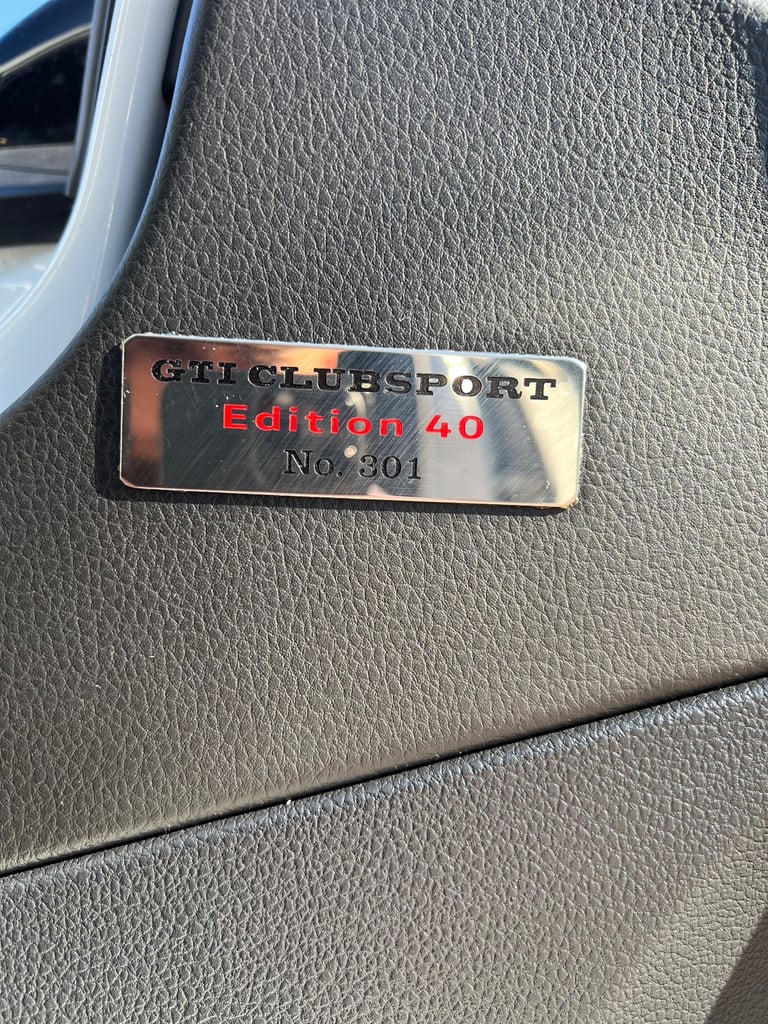 GTI CLUBSPORT
Edition 40
No. 301